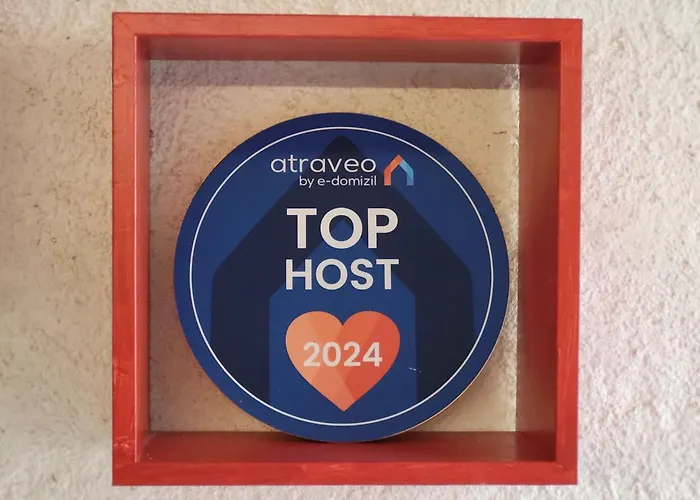 atraveo
by e-domizil
TOP
HOST
2024